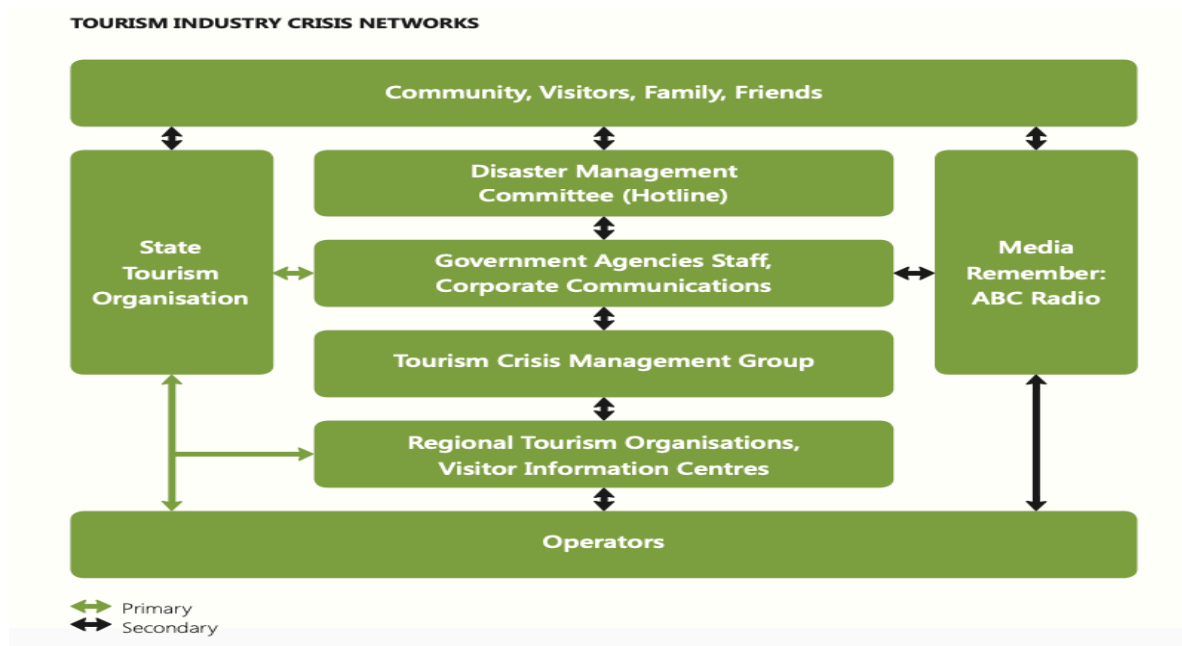 TOURISM INDUSTRY CRISIS NETWORKS
Community, Visitors, Family, Friends
Disaster Management
Committee (Hotline)
State
Tourism
Organisation
Government Agencies Staff,
Corporate Communications
Media
Remember:
ABC Radio
Tourism Crisis Management Group
Regional Tourism Organisations,
Visitor Information Centres
Operators
Primary
Secondary